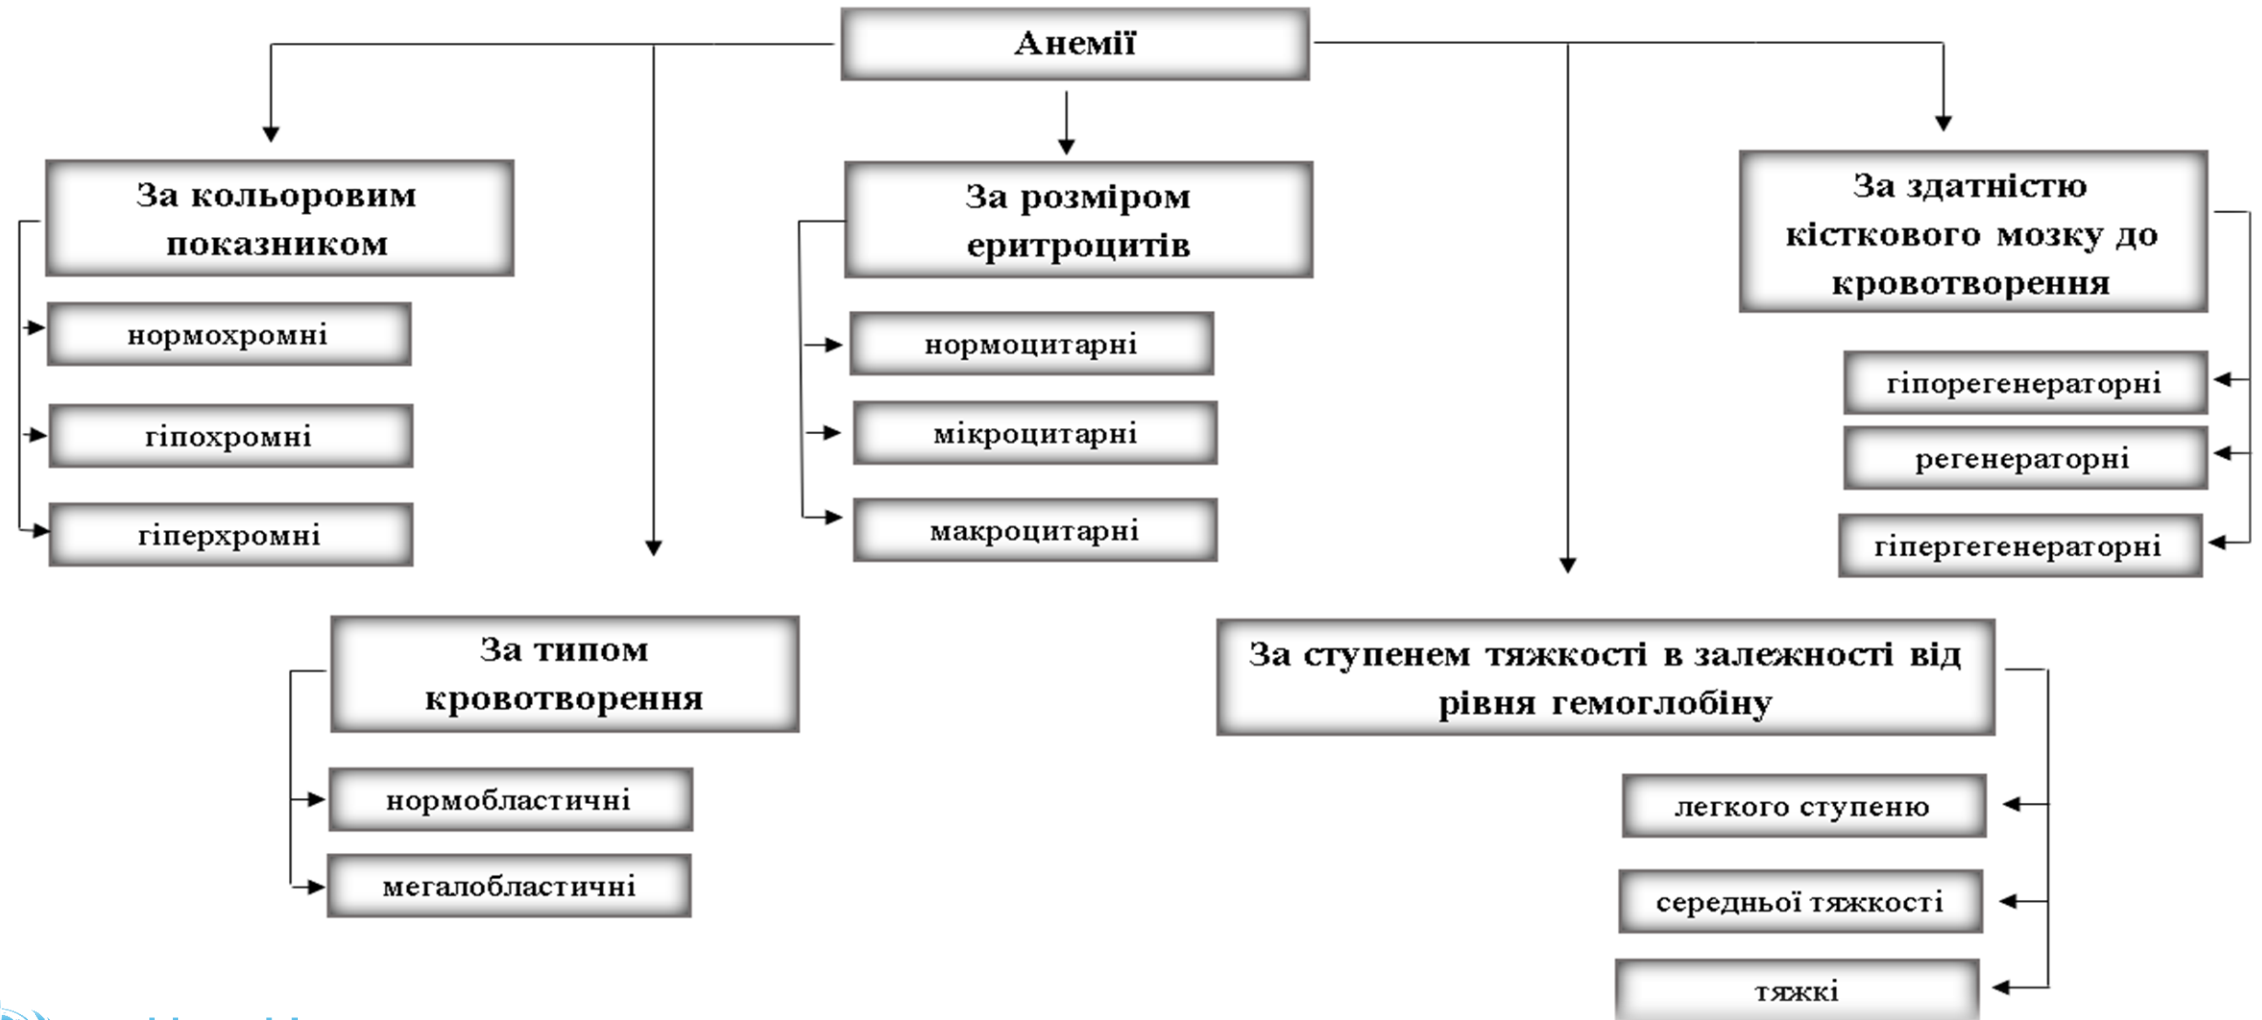 Анемії
За кольоровим
показником
нормохромні
гіпохромні
гіперхромні
За розміром
еритроцитів
нормоцитарні
мікроцитарні
макроцитарні
За здатністю
кісткового мозку до
кровотворення
гіпорегенераторні
регенераторні
гіпергегенераторні
За типом
кровотворення
нормобластичні
мегалобластичні
За ступенем тяжкості в залежності від
рівня гемоглобіну
легкого ступеню
середньої тяжкості
тяжкі